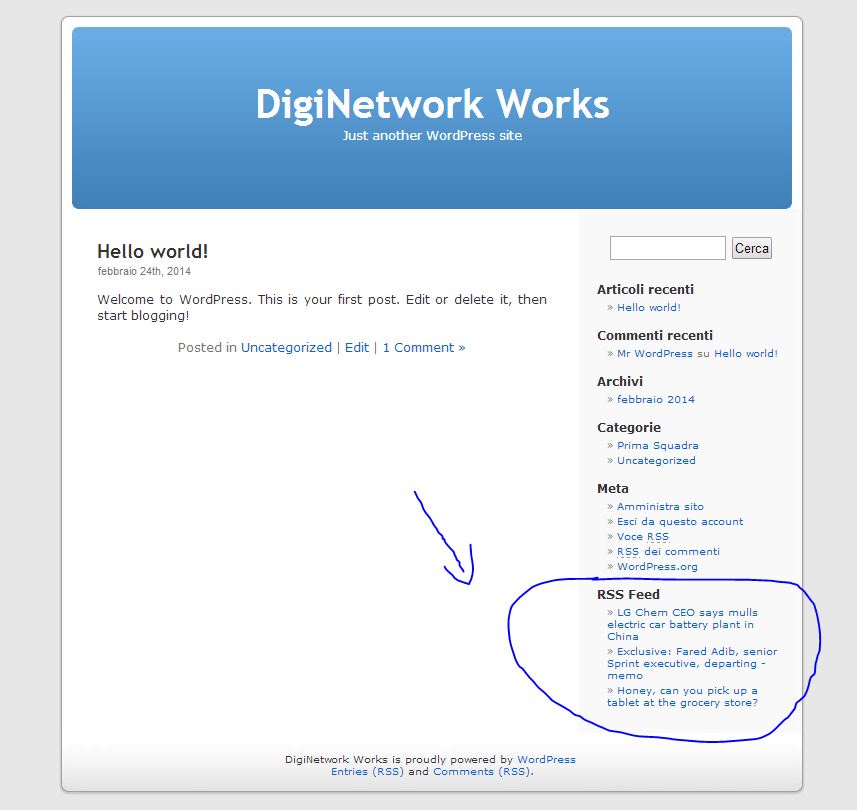 DigiNetwork Works
Just another WordPress site
Hello world!
febbraio 24th, 2014
Welcome to WordPress. This is your first post. Edit or delete it, then
start blogging!
Posted in Uncategorized | Edit | 1 Comment »
Cerca
Articoli recenti
» Hello world!
Commenti recenti
» Mr WordPress su Hello world!
Archivi
» febbraio 2014
Categorie
» Prima Squadra
» Uncategorized
Meta
» Amministra sito
» Esci da questo account
» Voce RSS
» RSS dei commenti
» WordPress.org
RSS Feed
» LG Chem CEO says mulls
electric car battery plant in
China
» Exclusive: Fared Adib, senior
Sprint executive, departing -
memo
» Honey, can you pick up a
tablet at the grocery store?
DigiNetwork Works is proudly powered by WordPress
Entries (RSS) and Comments (RSS).